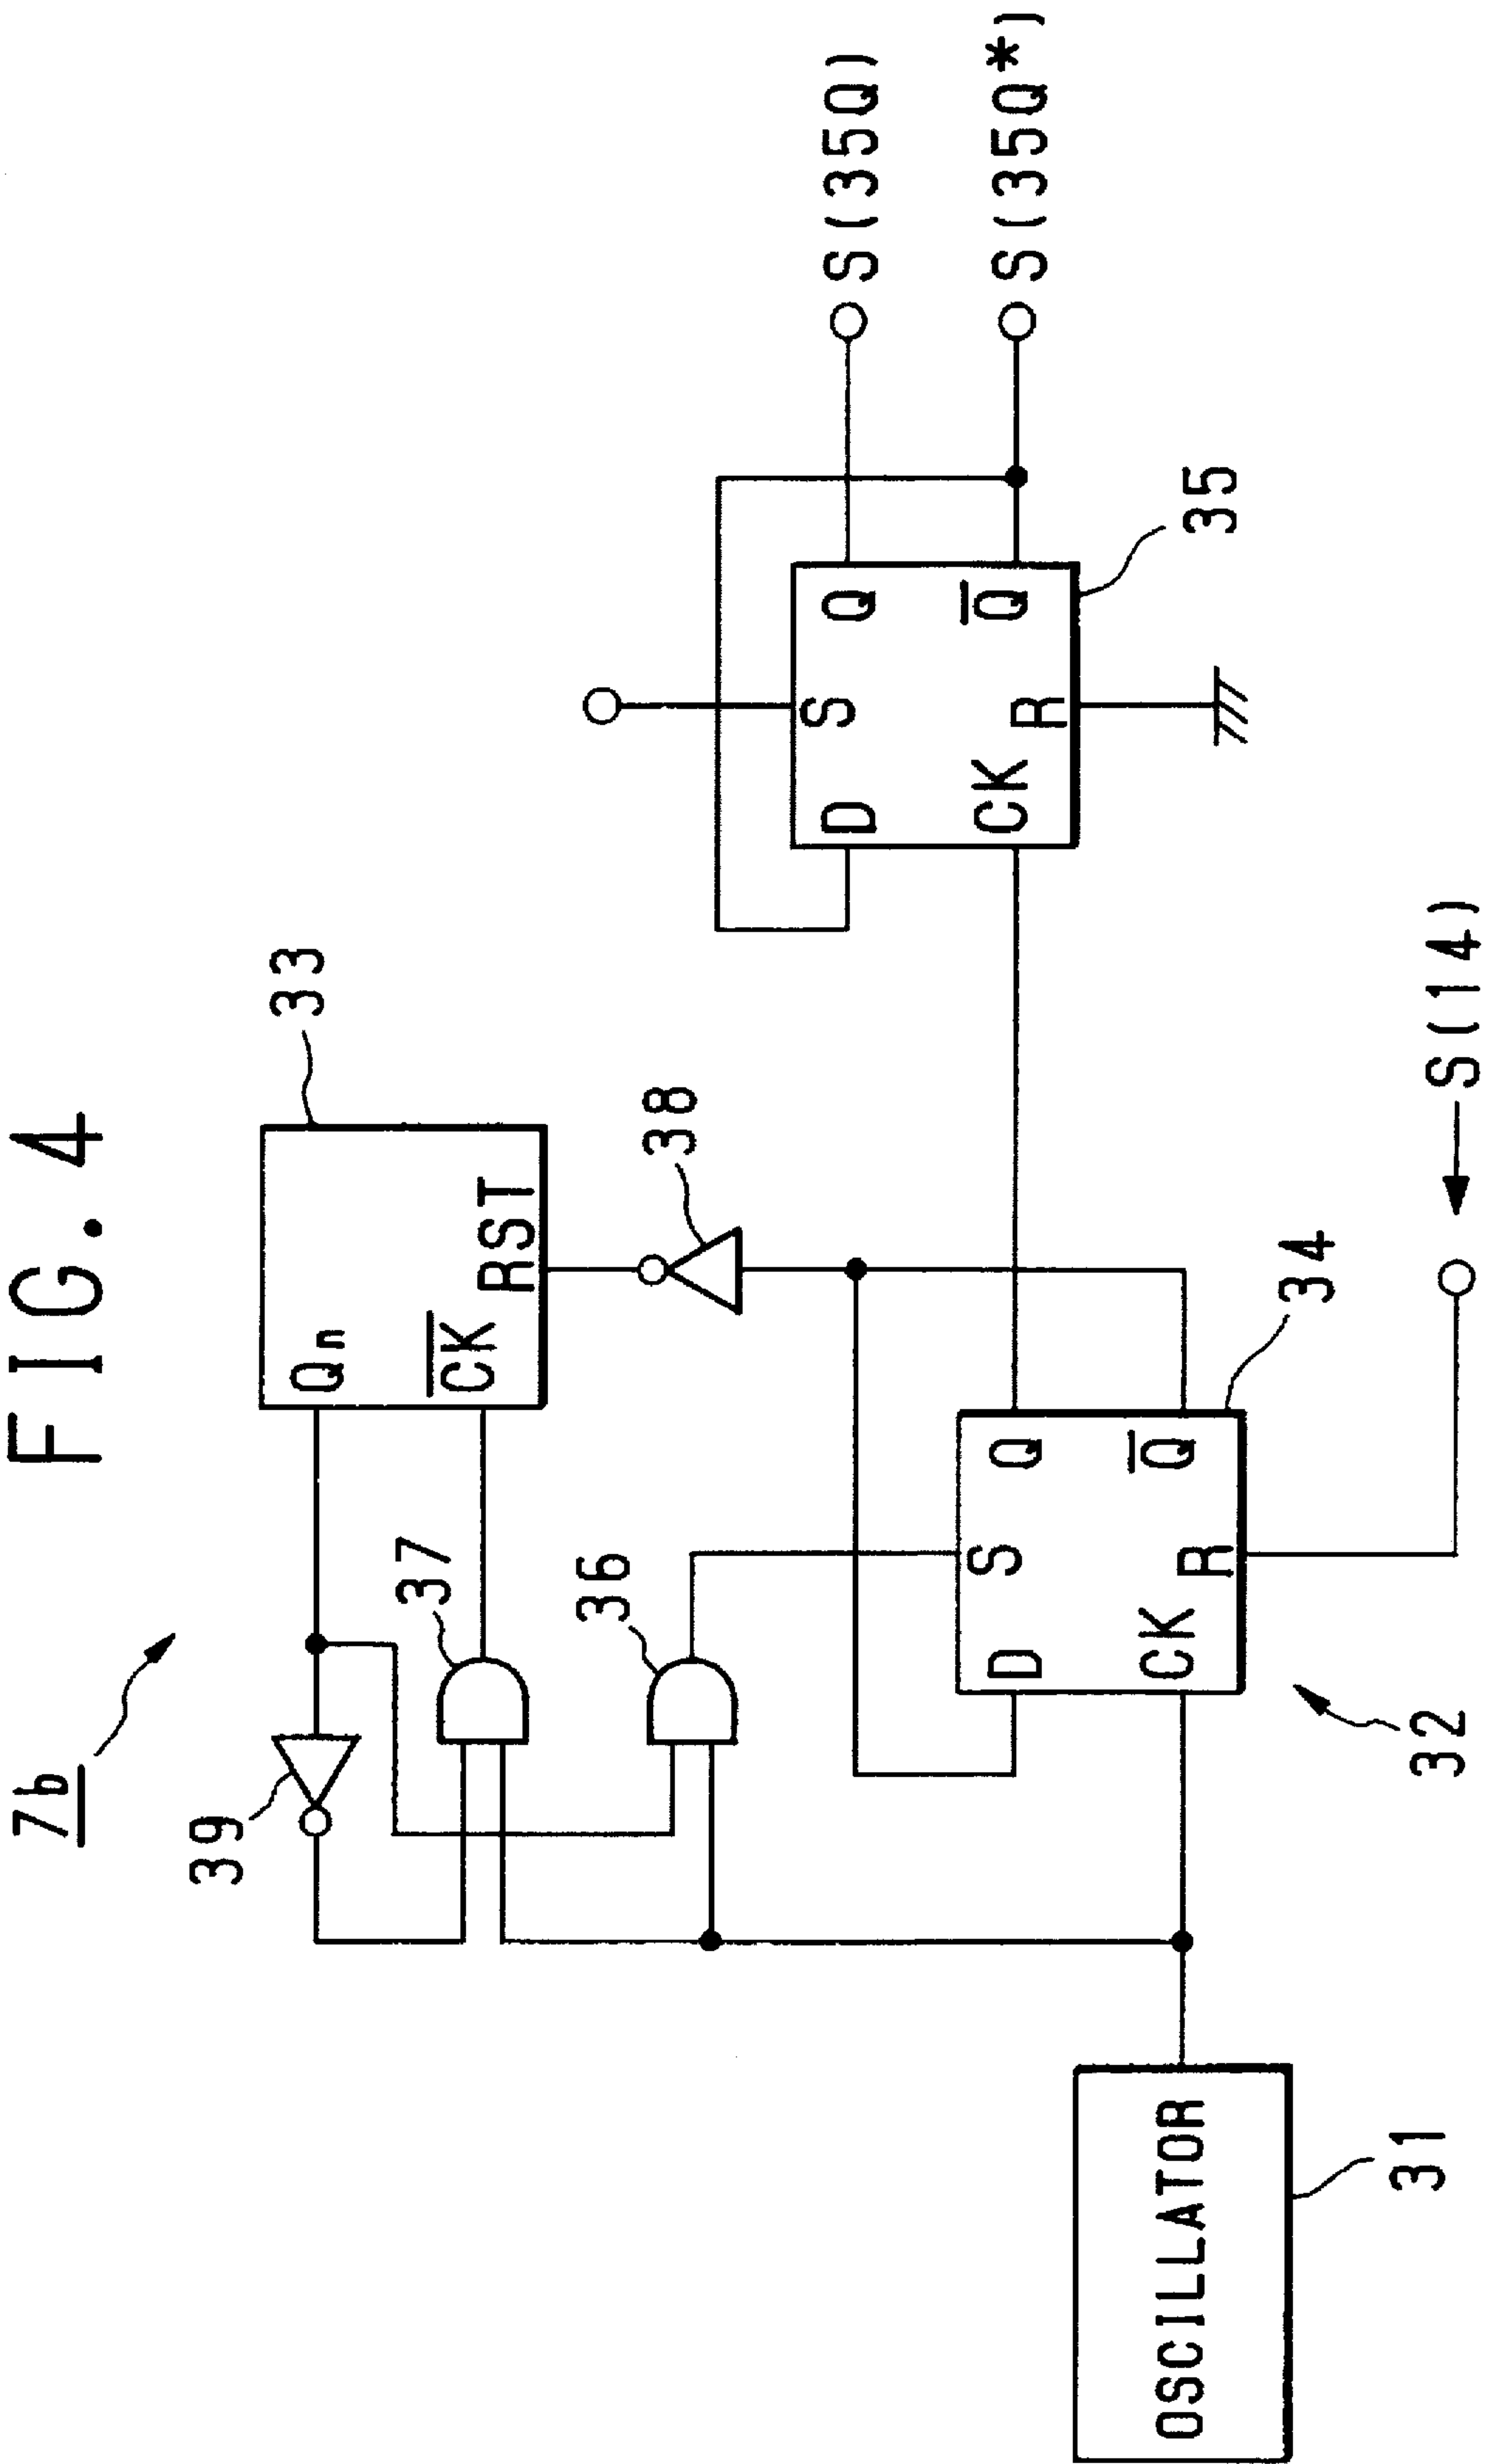 FIG. 4
7b
39
37
36
33
Qn
C̅K̅
RST
38
S(35Q)
S(35Q*)
D
S
Q
CK
R
Q̅
35
D
S
Q
CK
R
Q̅
34
32
S(14)
OSCILLATOR
31